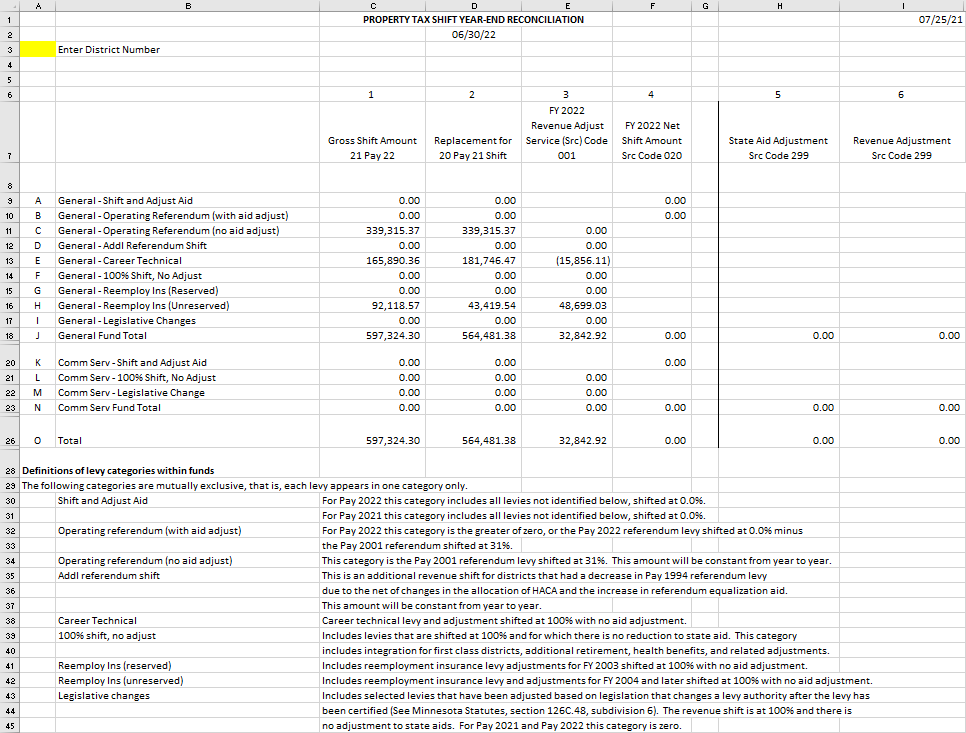 A B C D E F G H I
1 PROPERTY TAX SHIFT YEAR-END RECONCILIATION 07/25/21
2 06/30/22
3 Enter District Number
4
5
6 1 2 3 4 5 6
FY 2022
Revenue Adjust FY 2022 Net
Gross Shift Amount Replacement for Service (Src) Code Shift Amount State Aid Adjustment Revenue Adjustment
7 21 Pay 22 20 Pay 21 Shift 001 Src Code 020 Src Code 299 Src Code 299
8
9 A General - Shift and Adjust Aid 0.00 0.00 0.00
10 B General - Operating Referendum (with aid adjust) 0.00 0.00 0.00
11 C General - Operating Referendum (no aid adjust) 339,315.37 339,315.37 0.00
12 D General - Addl Referendum Shift 0.00 0.00 0.00
13 E General - Career Technical 165,890.36 181,746.47 (15,856.11)
14 F General - 100% Shift, No Adjust 0.00 0.00 0.00
15 G General - Reemploy Ins (Reserved) 0.00 0.00 0.00
16 H General - Reemploy Ins (Unreserved) 92,118.57 43,419.54 48,699.03
17 I General - Legislative Changes 0.00 0.00 0.00
18 J General Fund Total 597,324.30 564,481.38 32,842.92 0.00 0.00 0.00
20 K Comm Serv - Shift and Adjust Aid 0.00 0.00 0.00
21 L Comm Serv - 100% Shift, No Adjust 0.00 0.00 0.00
22 M Comm Serv - Legislative Change 0.00 0.00 0.00
23 N Comm Serv Fund Total 0.00 0.00 0.00 0.00 0.00 0.00
26 O Total 597,324.30 564,481.38 32,842.92 0.00 0.00 0.00
28 Definitions of levy categories within funds
29 The following categories are mutually exclusive, that is, each levy appears in one category only.
30 Shift and Adjust Aid For Pay 2022 this category includes all levies not identified below, shifted at 0.0%.
31 For Pay 2021 this category includes all levies not identified below, shifted at 0.0%.
32 Operating referendum (with aid adjust) For Pay 2022 this category is the greater of zero, or the Pay 2022 referendum levy shifted at 0.0% minus
33 the Pay 2001 referendum shifted at 31%.
34 Operating referendum (no aid adjust) This category is the Pay 2001 referendum levy shifted at 31%. This amount will be constant from year to year.
35 Addl referendum shift This is an additional revenue shift for districts that had a decrease in Pay 1994 referendum levy
36 due to the net of changes in the allocation of HACA and the increase in referendum equalization aid.
37 This amount will be constant from year to year.
38 Career Technical Career technical levy and adjustment shifted at 100% with no aid adjustment.
39 100% shift, no adjust Includes levies that are shifted at 100% and for which there is no reduction to state aid. This category
40 includes integration for first class districts, additional retirement, health benefits, and related adjustments.
41 Reemploy Ins (reserved) Includes reemployment insurance levy adjustments for FY 2003 shifted at 100% with no aid adjustment.
42 Reemploy Ins (unreserved) Includes reemployment insurance levy and adjustments for FY 2004 and later shifted at 100% with no aid adjustment.
43 Legislative changes Includes selected levies that have been adjusted based on legislation that changes a levy authority after the levy has
44 been certified (See Minnesota Statutes, section 126C.48, subdivision 6). The revenue shift is at 100% and there is
45 no adjustment to state aids. For Pay 2021 and Pay 2022 this category is zero.